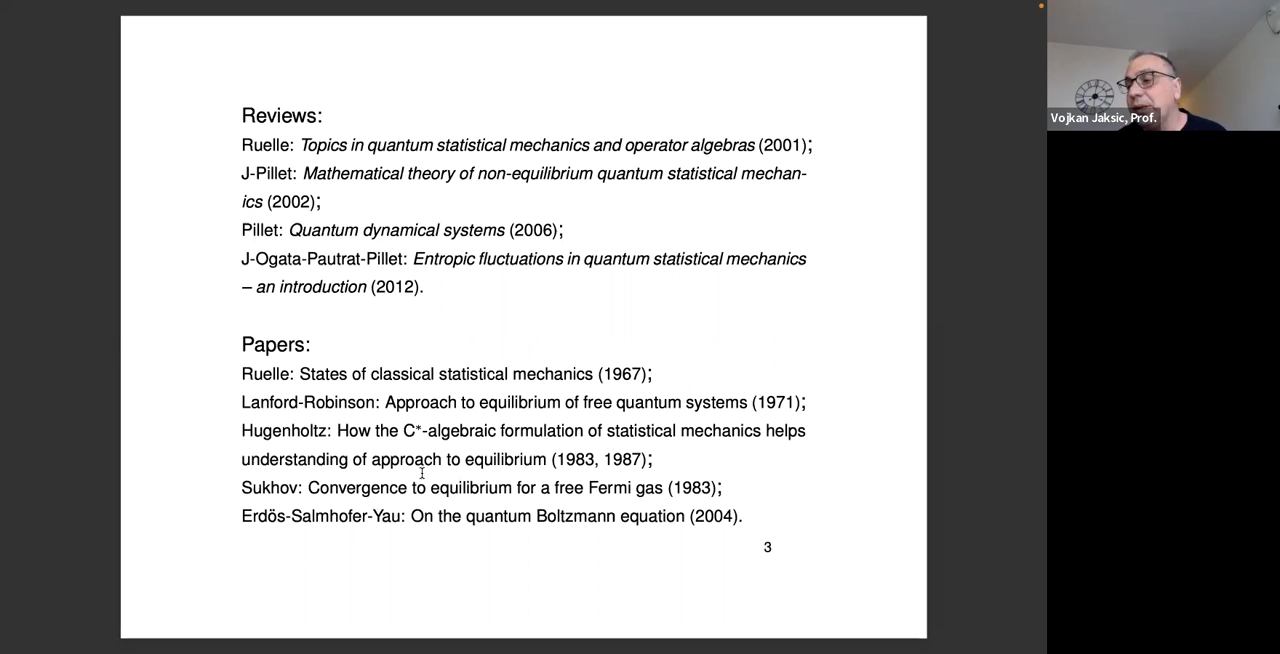 Reviews:
Ruelle: Topics in quantum statistical mechanics and operator algebras (2001);
J-Pillet: Mathematical theory of non-equilibrium quantum statistical mechan-
ics (2002);
Pillet: Quantum dynamical systems (2006);
J-Ogata-Pautrat-Pillet: Entropic fluctuations in quantum statistical mechanics
– an introduction (2012).
Papers:
Ruelle: States of classical statistical mechanics (1967);
Lanford-Robinson: Approach to equilibrium of free quantum systems (1971);
Hugenholtz: How the C*-algebraic formulation of statistical mechanics helps
understanding of approach to equilibrium (1983, 1987);
Sukhov: Convergence to equilibrium for a free Fermi gas (1983);
Erdös-Salmhofer-Yau: On the quantum Boltzmann equation (2004).
3
Vojkan Jaksic, Prof.